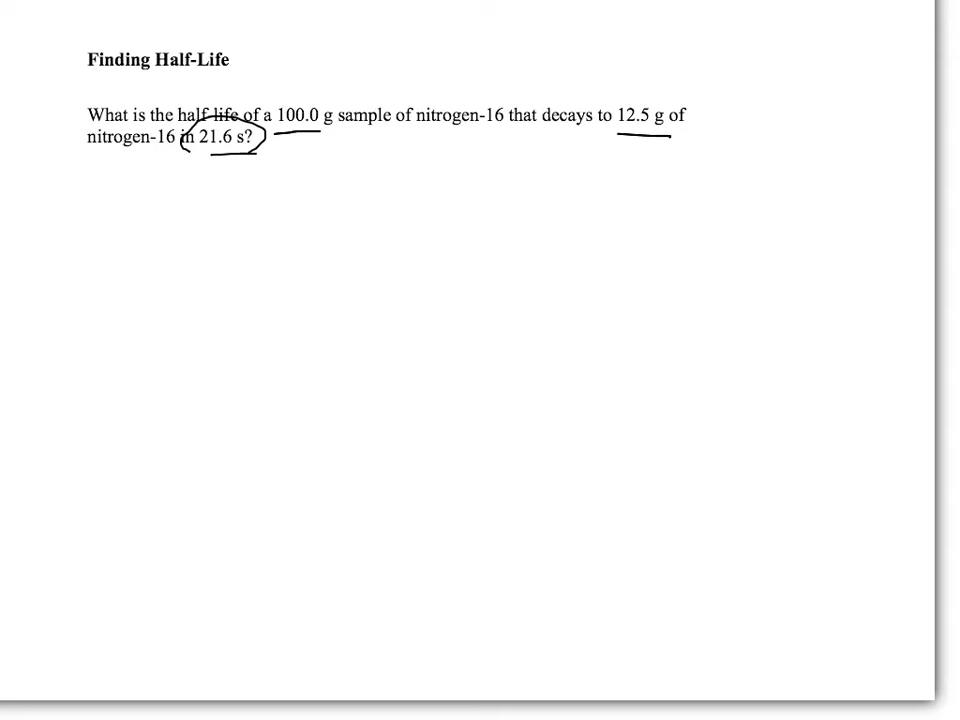 Finding Half-Life
What is the half-life of a 100.0 g sample of nitrogen-16 that decays to 12.5 g of
nitrogen-16 in 21.6 s?